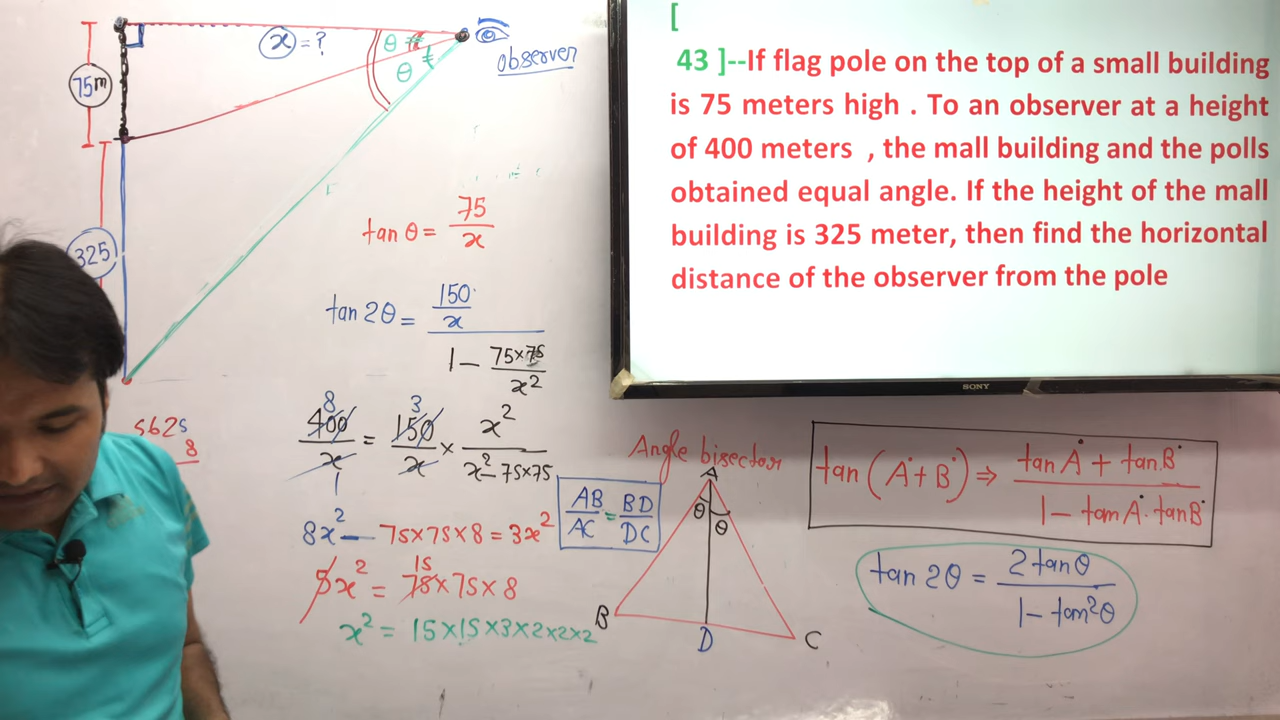 [
43 ]--If flag pole on the top of a small building
is 75 meters high . To an observer at a height
of 400 meters , the mall building and the polls
obtained equal angle. If the height of the mall
building is 325 meter, then find the horizontal
distance of the observer from the pole
SONY
75m
x = ?
θ
θ
observer
325
tan θ = 75/x
tan 2θ = (150/x) / (1 - 75×75/x²)
8 3
400/x = 150/x × x²/(x² - 75×75)
1
5625
8
8x² - 75×75×8 = 3x²
15
5x² = 75×75×8
x² = 15×15×3×2×2×2
Angle bisector
AB/AC = BD/DC
A
θ θ
B D C
tan (A+B) ⇒ (tan A + tan B) / (1 - tan A · tan B)
tan 2θ = 2 tan θ / (1 - tan²θ)